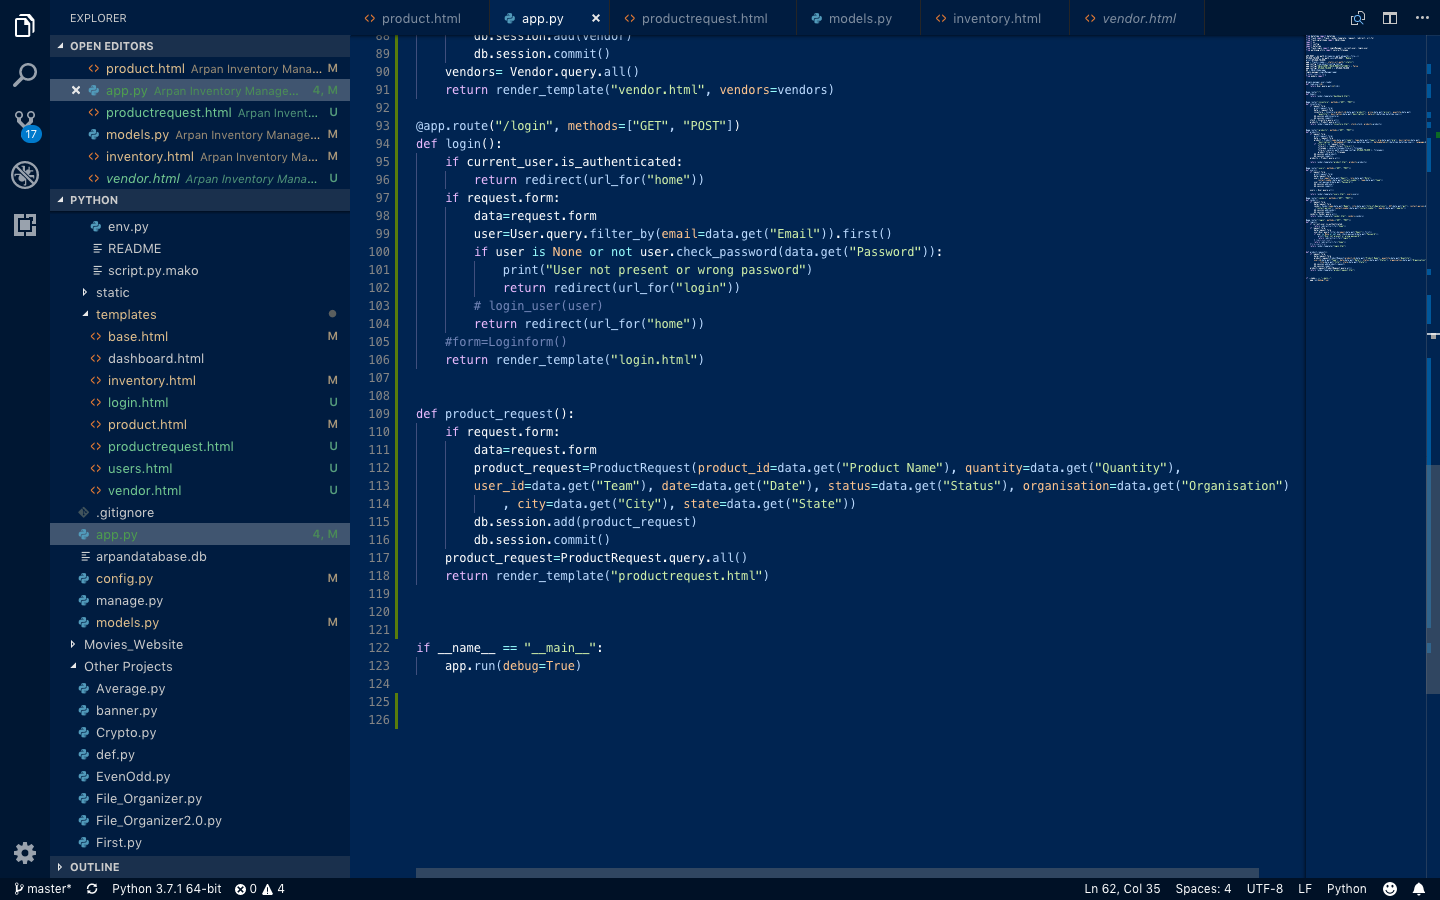 EXPLORER
OPEN EDITORS
product.html Arpan Inventory Mana... M
app.py Arpan Inventory Manage... 4, M
productrequest.html Arpan Invent... U
models.py Arpan Inventory Manage... M
inventory.html Arpan Inventory Ma... M
vendor.html Arpan Inventory Mana... U
17
PYTHON
env.py
README
script.py.mako
static
templates
base.html M
dashboard.html
inventory.html M
login.html U
product.html M
productrequest.html U
users.html U
vendor.html U
.gitignore
app.py 4, M
arpandatabase.db
config.py M
manage.py
models.py M
Movies_Website
Other Projects
Average.py
banner.py
Crypto.py
def.py
EvenOdd.py
File_Organizer.py
File_Organizer2.0.py
First.py
OUTLINE
product.html app.py productrequest.html models.py inventory.html vendor.html
88 db.session.add(vendor)
89 db.session.commit()
90 vendors= Vendor.query.all()
91 return render_template("vendor.html", vendors=vendors)
92
93 @app.route("/login", methods=["GET", "POST"])
94 def login():
95 if current_user.is_authenticated:
96 return redirect(url_for("home"))
97 if request.form:
98 data=request.form
99 user=User.query.filter_by(email=data.get("Email")).first()
100 if user is None or not user.check_password(data.get("Password")):
101 print("User not present or wrong password")
102 return redirect(url_for("login"))
103 # login_user(user)
104 return redirect(url_for("home"))
105 #form=Loginform()
106 return render_template("login.html")
107
108
109 def product_request():
110 if request.form:
111 data=request.form
112 product_request=ProductRequest(product_id=data.get("Product Name"), quantity=data.get("Quantity"),
113 user_id=data.get("Team"), date=data.get("Date"), status=data.get("Status"), organisation=data.get("Organisation")
114 , city=data.get("City"), state=data.get("State"))
115 db.session.add(product_request)
116 db.session.commit()
117 product_request=ProductRequest.query.all()
118 return render_template("productrequest.html")
119
120
121
122 if __name__ == "__main__":
123 app.run(debug=True)
124
125
126
master* Python 3.7.1 64-bit 0 4 Ln 62, Col 35 Spaces: 4 UTF-8 LF Python